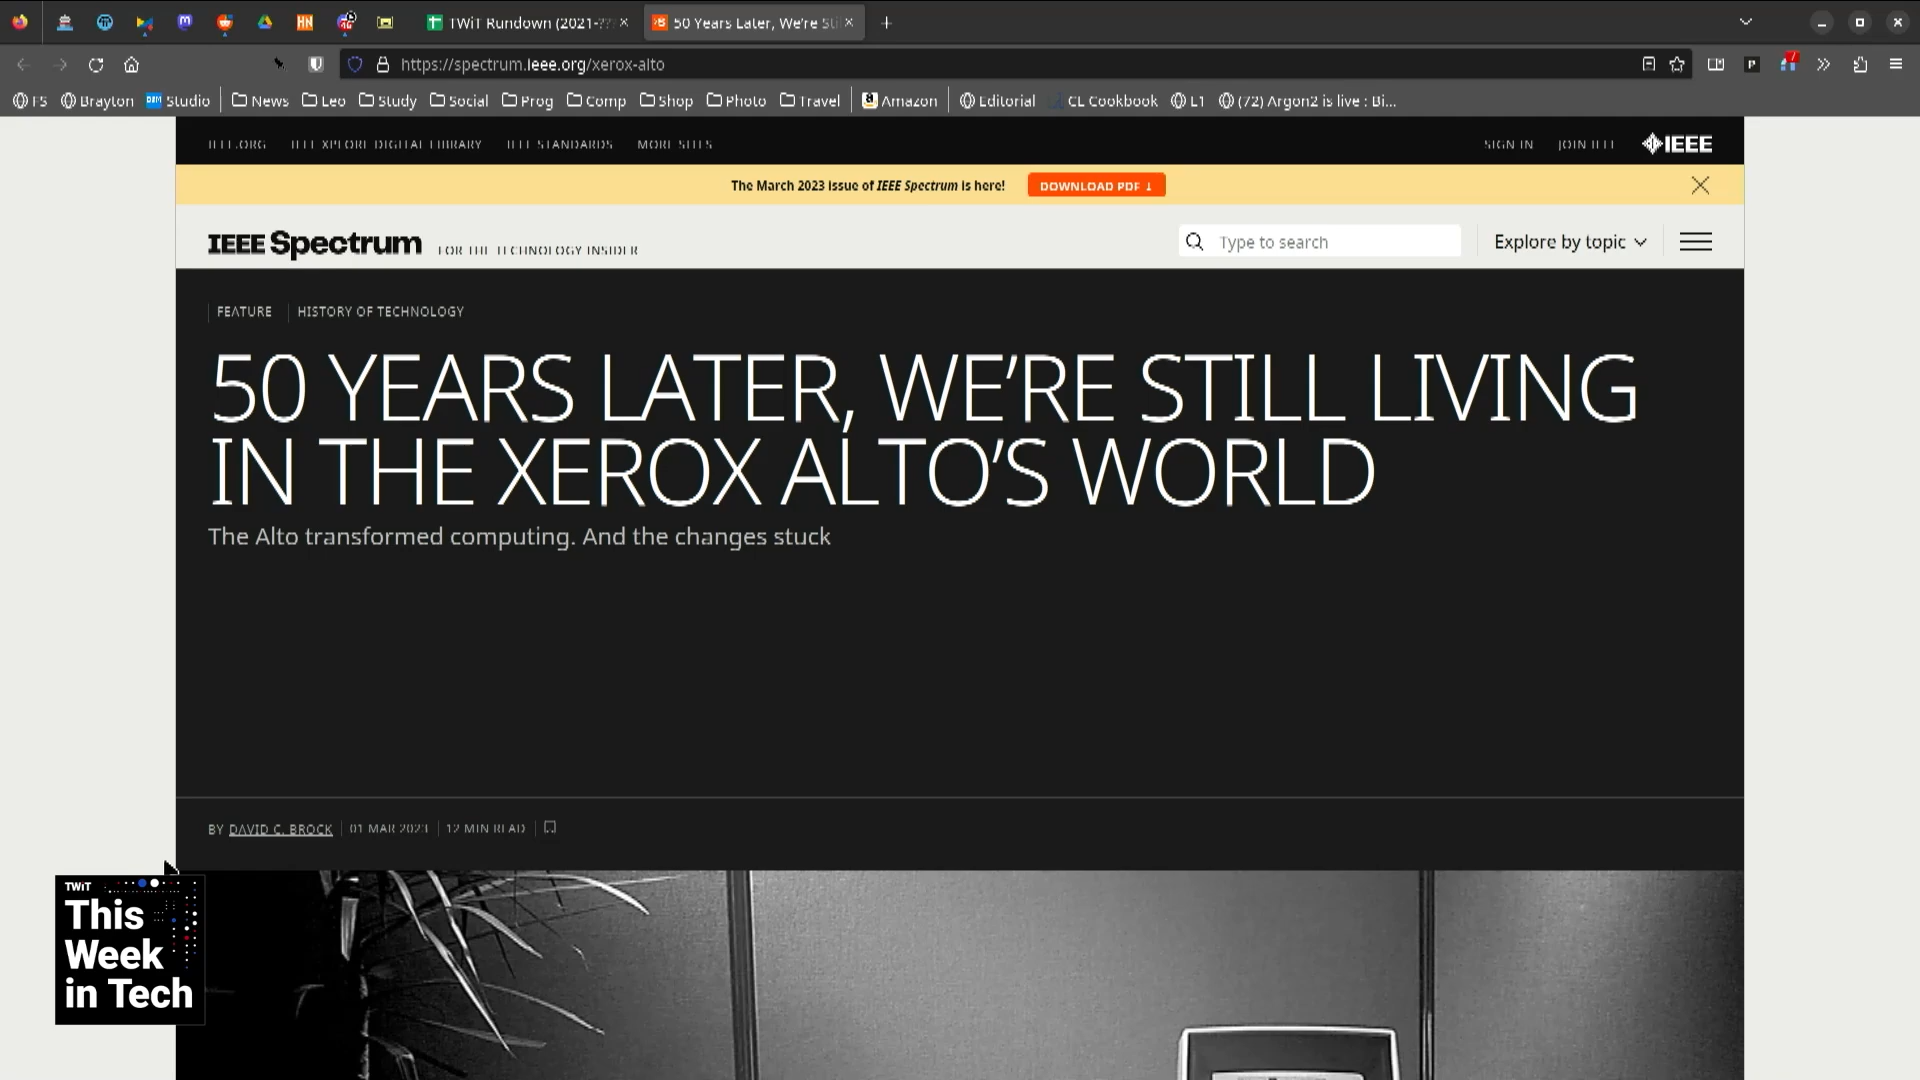 TWiT Rundown (2021-???
50 Years Later, We're Sti
https://spectrum.ieee.org/xerox-alto
F5 Brayton Studio News Leo Study Social Prog Comp Shop Photo Travel Amazon Editorial CL Cookbook L1 (72) Argon2 is live : Bi...
IEEE.ORG IEEE XPLORE DIGITAL LIBRARY IEEE STANDARDS MORE SITES SIGN IN JOIN IEEE IEEE
The March 2023 issue of IEEE Spectrum is here! DOWNLOAD PDF ↓
IEEE Spectrum FOR THE TECHNOLOGY INSIDER Type to search Explore by topic
FEATURE HISTORY OF TECHNOLOGY
50 YEARS LATER, WE'RE STILL LIVING
IN THE XEROX ALTO'S WORLD
The Alto transformed computing. And the changes stuck
BY DAVID C. BROCK 01 MAR 2023 12 MIN READ
TWiT
This
Week
in Tech